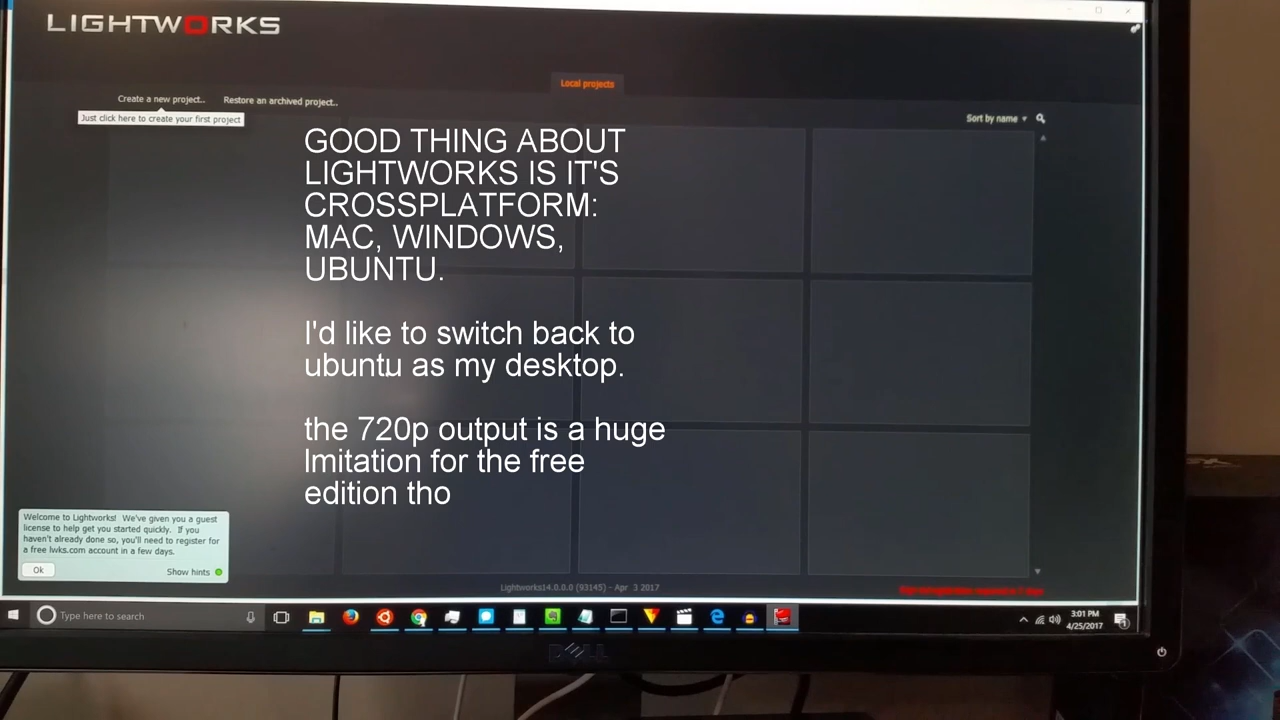 LIGHTWORKS
Local projects
Create a new project..
Restore an archived project..
Just click here to create your first project
Sort by name
GOOD THING ABOUT
LIGHTWORKS IS IT'S
CROSSPLATFORM:
MAC, WINDOWS,
UBUNTU.
I'd like to switch back to
ubuntu as my desktop.
the 720p output is a huge
lmitation for the free
edition tho
Welcome to Lightworks! We've given you a guest
license to help get you started quickly. If you
haven't already done so, you'll need to register for
a free lwks.com account in a few days.
Ok
Show hints
Lightworks14.0.0.0 (93145) - Apr 3 2017
Type here to search
3:01 PM
4/25/2017
1
DELL